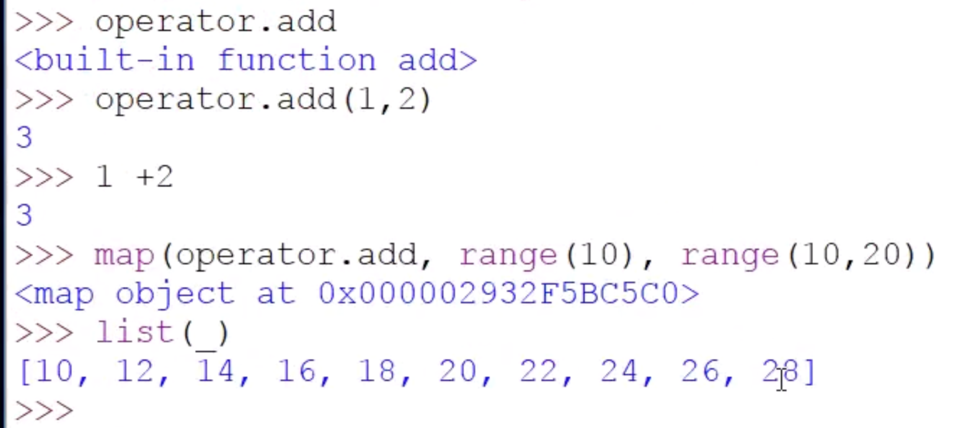 >>> operator.add
<built-in function add>
>>> operator.add(1,2)
3
>>> 1 +2
3
>>> map(operator.add, range(10), range(10,20))
<map object at 0x000002932F5BC5C0>
>>> list(_)
[10, 12, 14, 16, 18, 20, 22, 24, 26, 28]
>>>